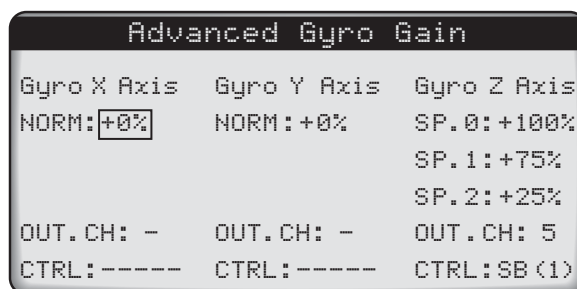 Advanced Gyro Gain
Gyro X Axis Gyro Y Axis Gyro Z Axis
NORM:+0% NORM:+0% SP.0:+100%
SP.1:+75%
SP.2:+25%
OUT.CH: - OUT.CH: - OUT.CH: 5
CTRL:----- CTRL:----- CTRL:SB(1)